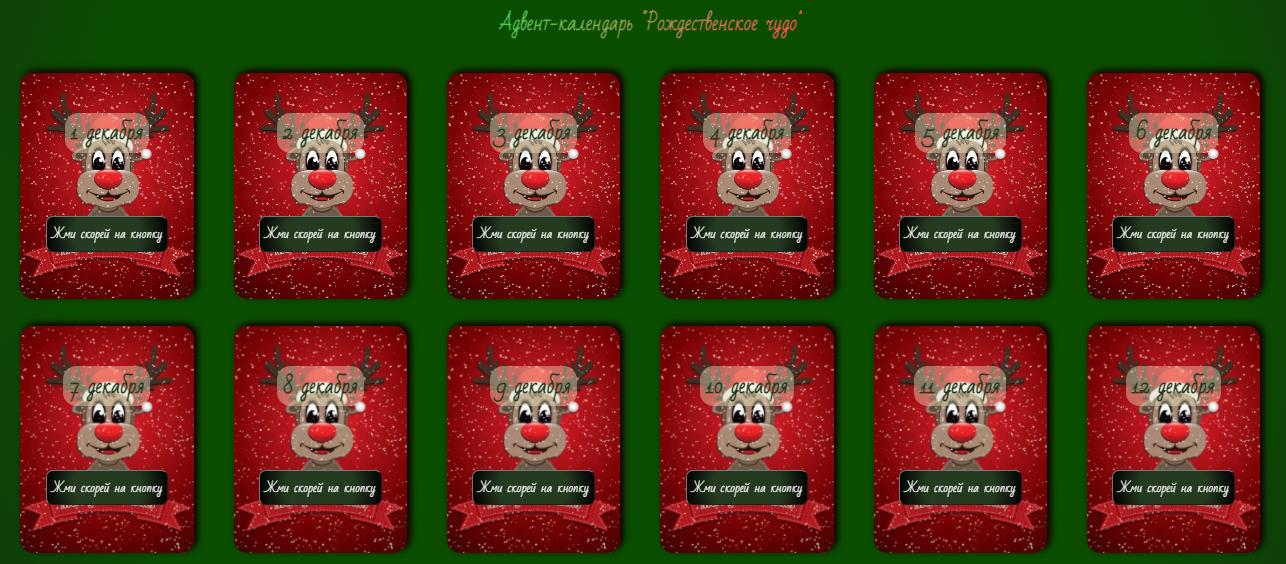 Адвент-календарь "Рождественское чудо"
1 декабря
2 декабря
3 декабря
4 декабря
5 декабря
6 декабря
Жми скорей на кнопку
Жми скорей на кнопку
Жми скорей на кнопку
Жми скорей на кнопку
Жми скорей на кнопку
Жми скорей на кнопку
7 декабря
8 декабря
9 декабря
10 декабря
11 декабря
12 декабря
Жми скорей на кнопку
Жми скорей на кнопку
Жми скорей на кнопку
Жми скорей на кнопку
Жми скорей на кнопку
Жми скорей на кнопку